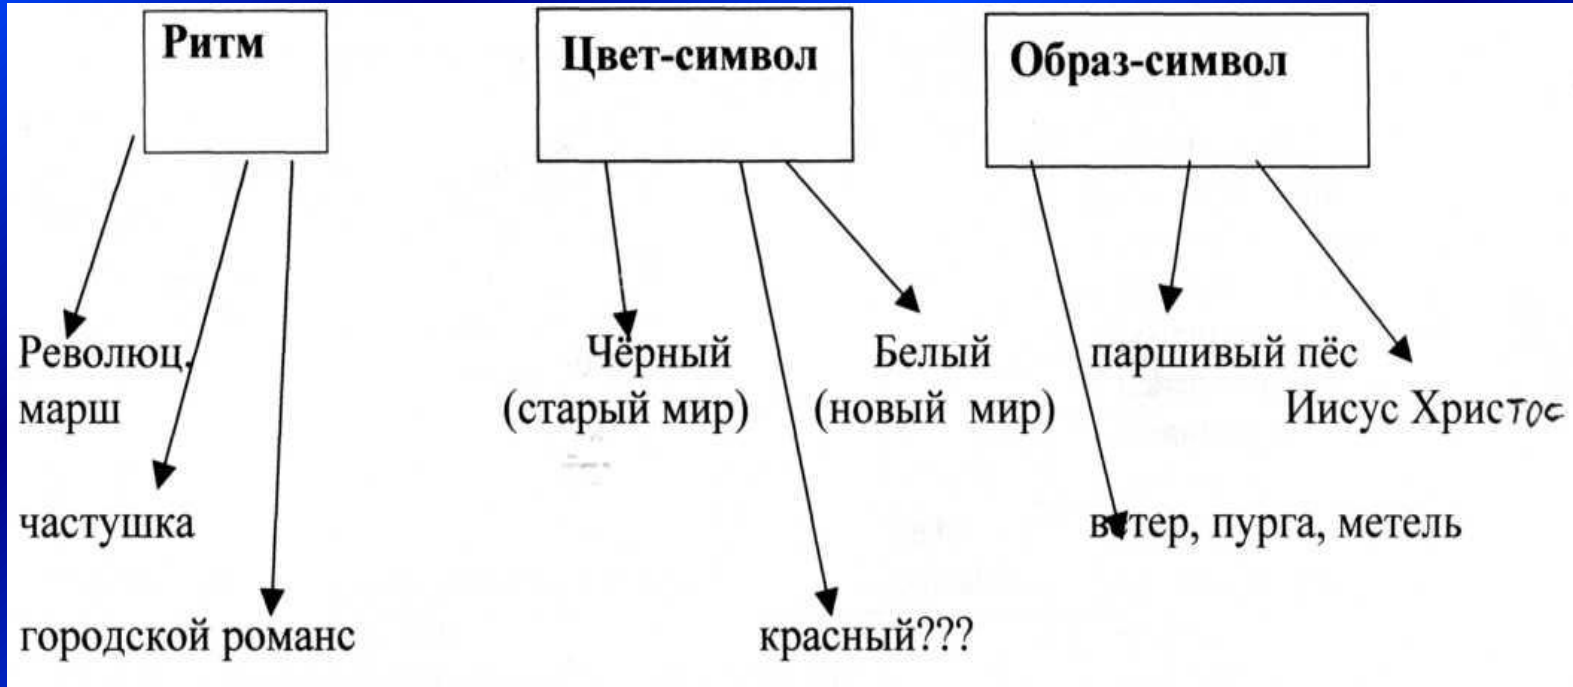 Ритм
Революц.
марш
частушка
городской романс
Цвет-символ
Чёрный
(старый мир)
Белый
(новый мир)
красный???
Образ-символ
паршивый пёс
Иисус Христос
ветер, пурга, метель